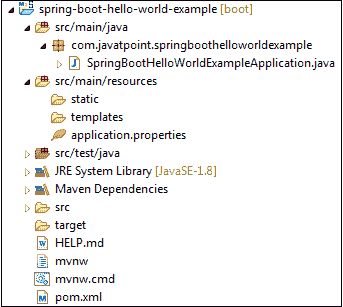 spring-boot-hello-world-example [boot]
src/main/java
com.javatpoint.springboothelloworldexample
SpringBootHelloWorldExampleApplication.java
src/main/resources
static
templates
application.properties
src/test/java
JRE System Library [JavaSE-1.8]
Maven Dependencies
src
target
HELP.md
mvnw
mvnw.cmd
pom.xml